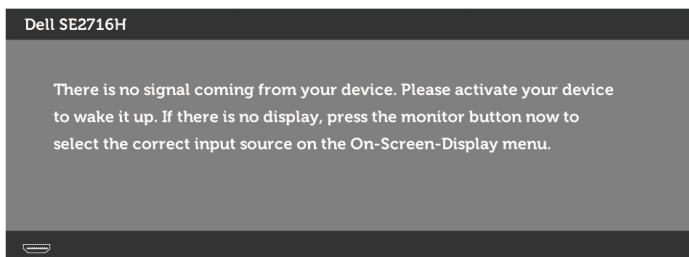 Dell SE2716H
There is no signal coming from your device. Please activate your device
to wake it up. If there is no display, press the monitor button now to
select the correct input source on the On-Screen-Display menu.